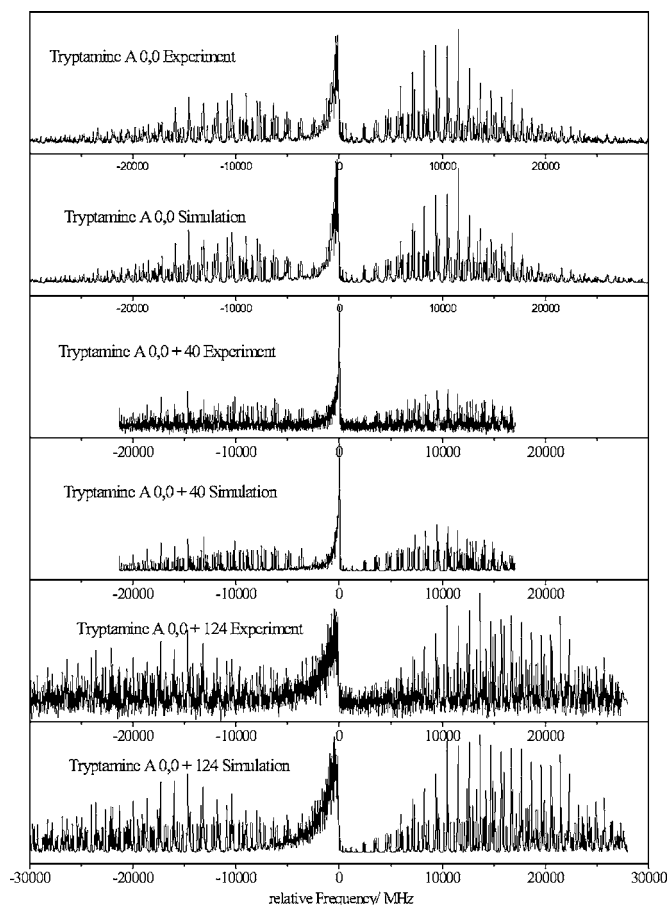 Tryptamine A 0,0 Experiment
-20000 -10000 0 10000 20000
Tryptamine A 0,0 Simulation
-20000 -10000 0 10000 20000
Tryptamine A 0,0 + 40 Experiment
-20000 -10000 0 10000 20000
Tryptamine A 0,0 + 40 Simulation
-20000 -10000 0 10000 20000
Tryptamine A 0,0 + 124 Experiment
-20000 -10000 0 10000 20000
Tryptamine A 0,0 + 124 Simulation
-30000 -20000 -10000 0 10000 20000 30000
relative Frequency/ MHz